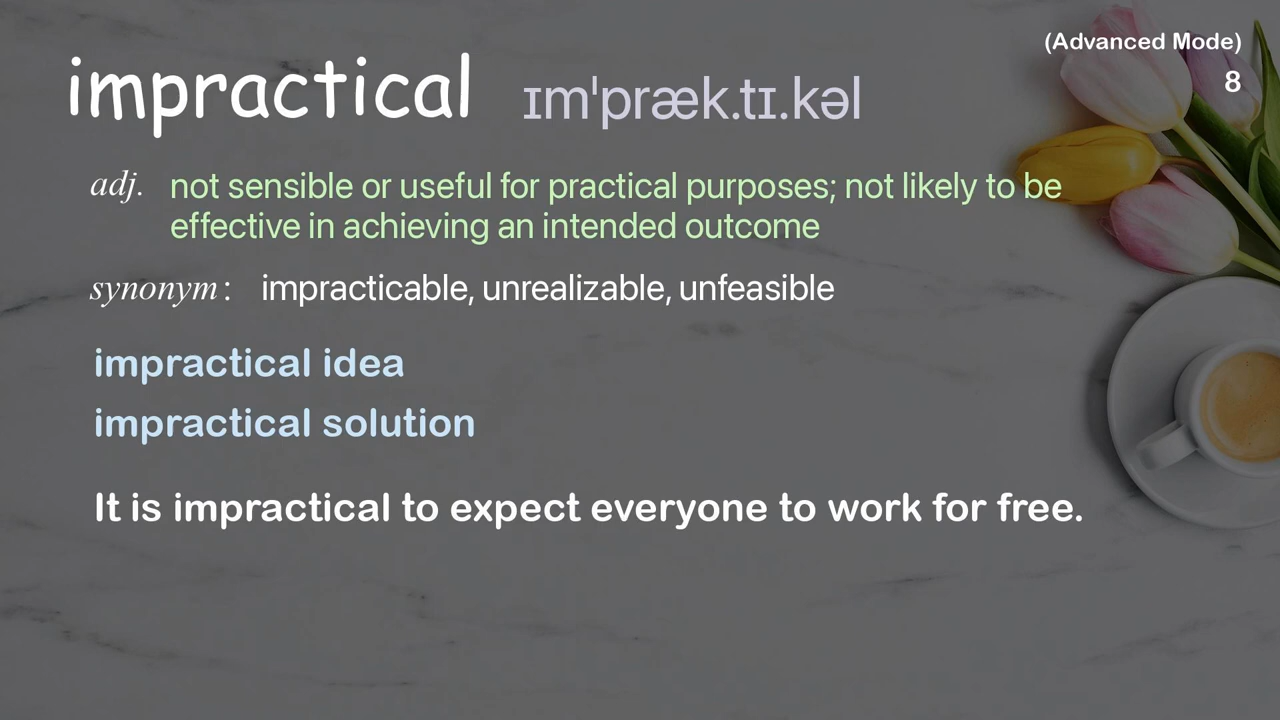 (Advanced Mode)
8
impractical ɪmˈpræk.tɪ.kəl
adj. not sensible or useful for practical purposes; not likely to be
effective in achieving an intended outcome
synonym: impracticable, unrealizable, unfeasible
impractical idea
impractical solution
It is impractical to expect everyone to work for free.